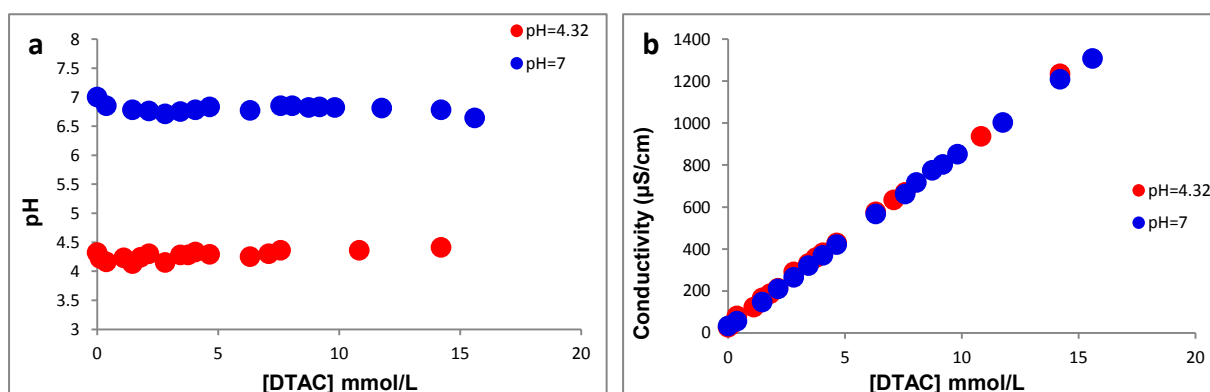 a
pH=4.32
pH=7
8
7.5
7
6.5
6
5.5
5
4.5
4
3.5
3
pH
0
5
10
15
20
[DTAC] mmol/L
b
1400
1200
1000
800
600
400
200
0
Conductivity (µS/cm)
pH=4.32
pH=7
0
5
10
15
20
[DTAC] mmol/L